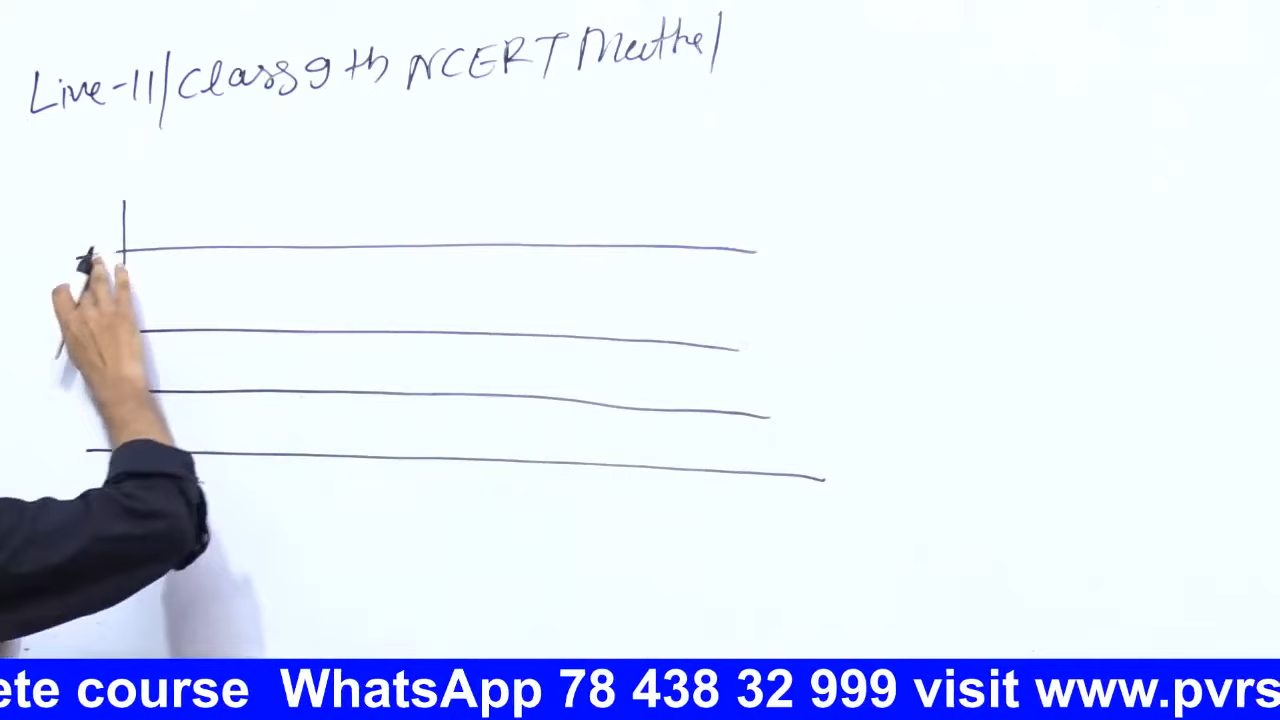 Live-11/Class 9th NCERT Maths/
ete course WhatsApp 78 438 32 999 visit www.pvrs